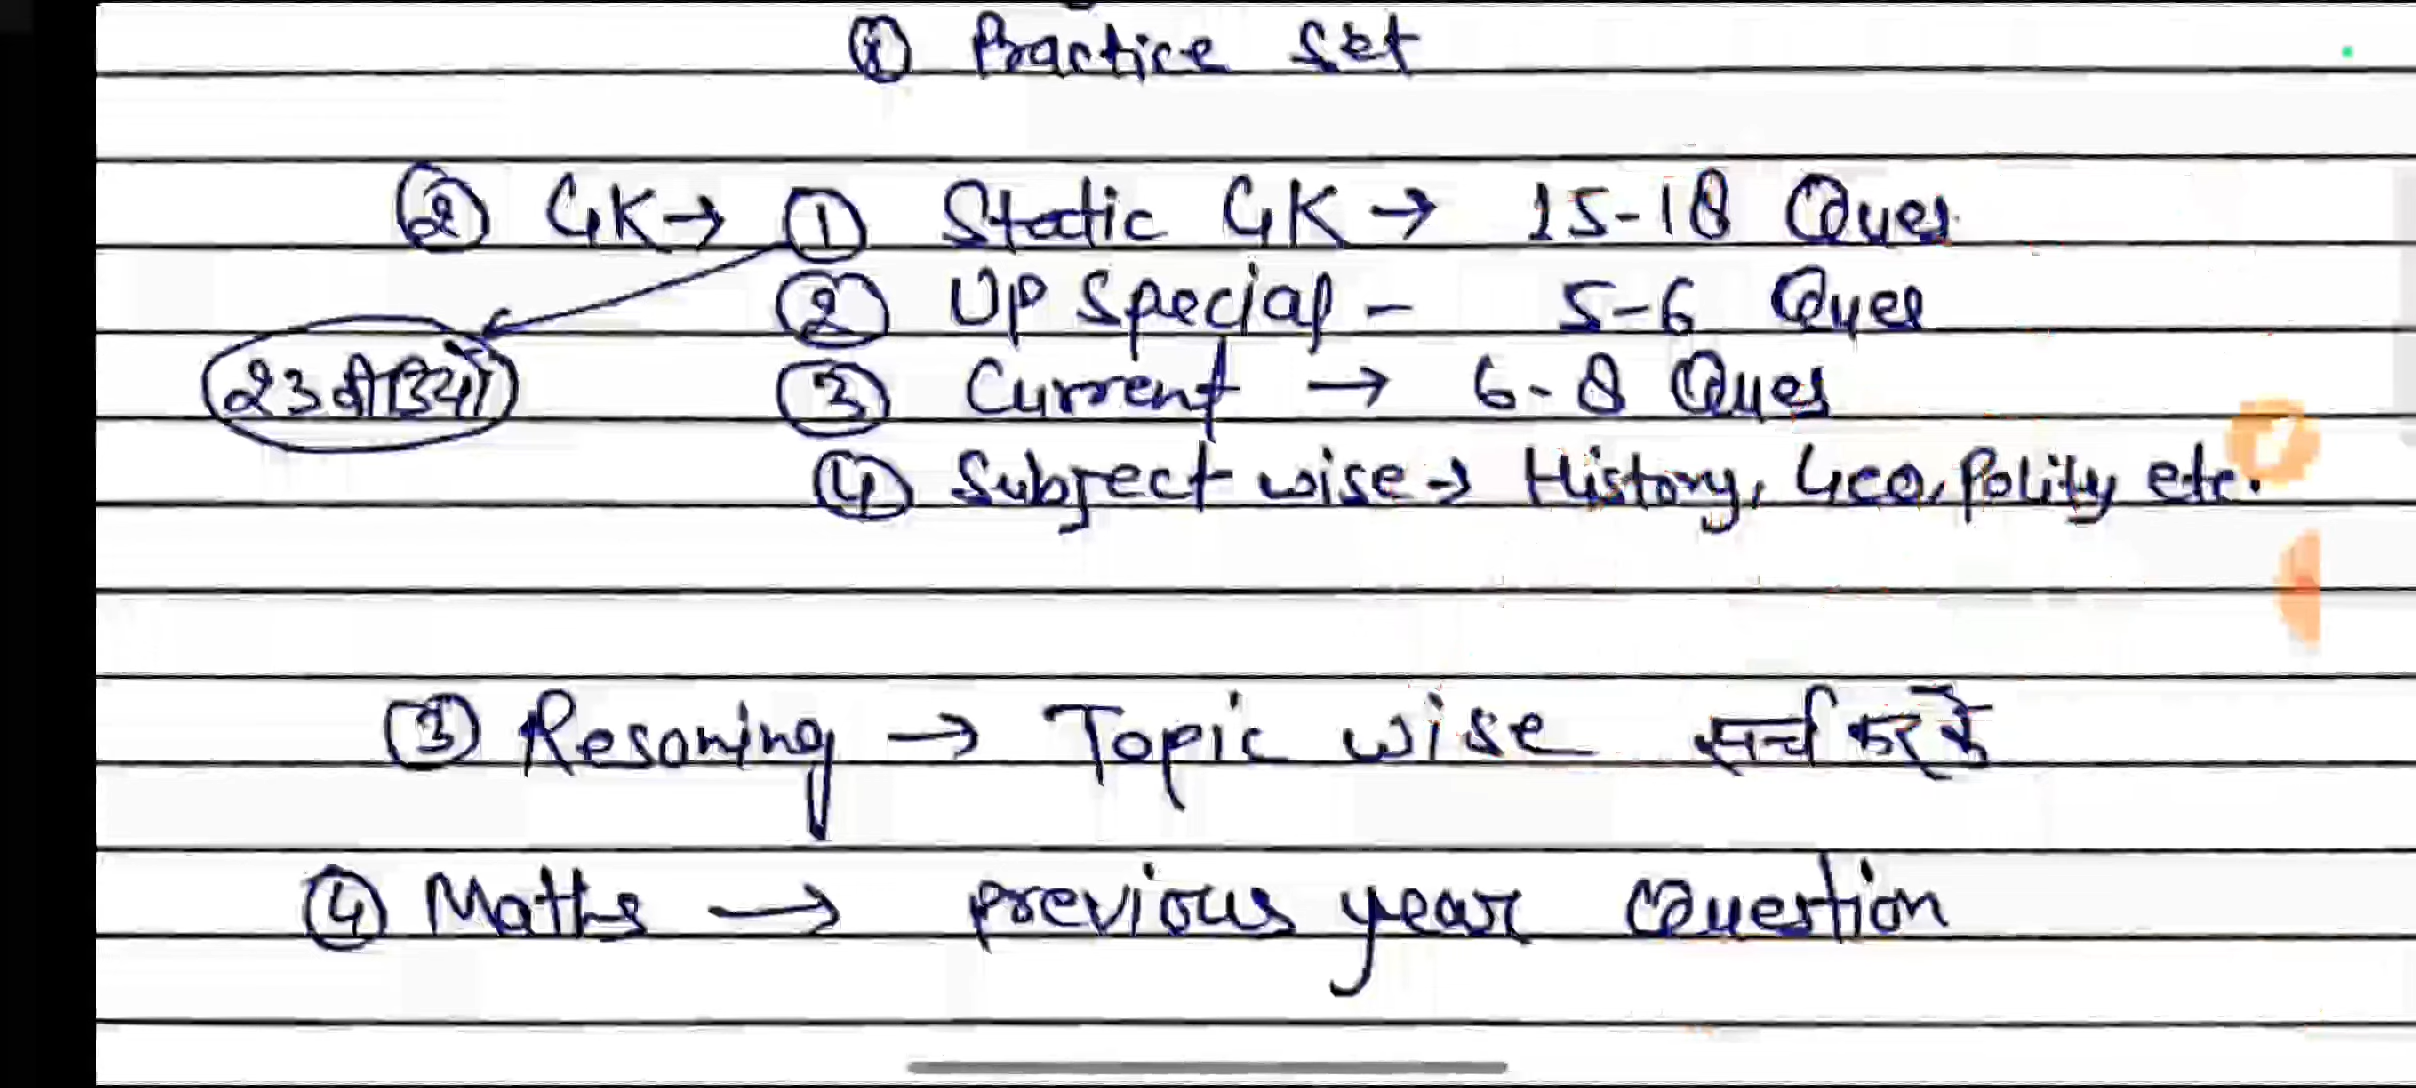 Practice Set
② GK → ① Static GK → 15-18 Ques
② UP Special - 5-6 Ques
23 वीडियो ③ Current → 6-8 Ques
④ Subject wise → History, Geo, Polity etc.
③ Resoning → Topic wise सर्च करके
④ Maths → previous year Question